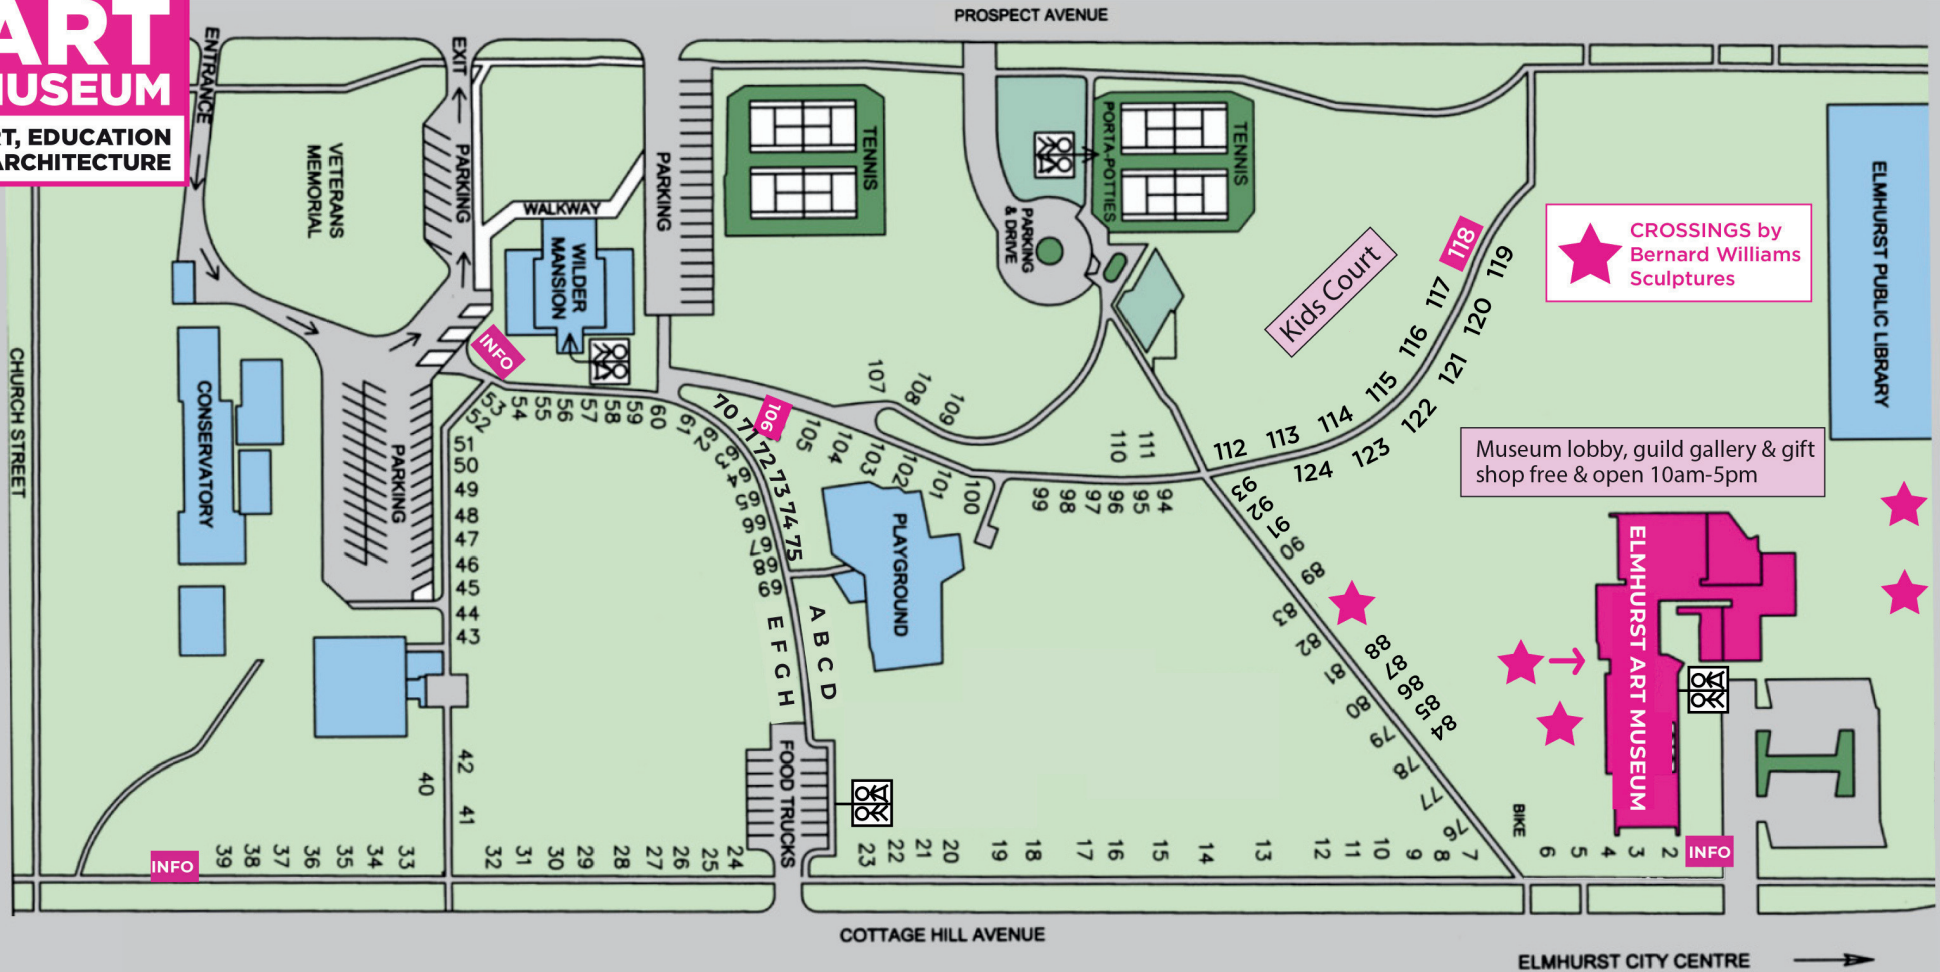 ART
MUSEUM
RT, EDUCATION
ARCHITECTURE
PROSPECT AVENUE
ENTRANCE
EXIT
VETERANS
MEMORIAL
PARKING
WALKWAY
WILDER
MANSION
PARKING
TENNIS
PORTA-POTTIES
TENNIS
PARKING
& DRIVE
Kids Court
CROSSINGS by
Bernard Williams
Sculptures
ELMHURST PUBLIC LIBRARY
CHURCH STREET
CONSERVATORY
PARKING
INFO
PLAYGROUND
Museum lobby, guild gallery & gift
shop free & open 10am-5pm
ELMHURST ART MUSEUM
FOOD TRUCKS
BIKE
INFO
INFO
118
119
117
120
116
121
115
122
114
123
113
124
112
111
110
107
108
109
106
105
104
103
102
101
100
99
98
97
96
95
94
93
92
91
90
89
88
87
86
85
84
83
82
81
80
79
78
77
76
70
71
72
73
74
75
53
54
55
56
57
58
59
60
61
62
63
64
65
66
67
68
69
A
B
C
D
E
F
G
H
52
51
50
49
48
47
46
45
44
43
42
41
40
39
38
37
36
35
34
33
32
31
30
29
28
27
26
25
24
23
22
21
20
19
18
17
16
15
14
13
12
11
10
9
8
7
6
5
4
3
2
COTTAGE HILL AVENUE
ELMHURST CITY CENTRE